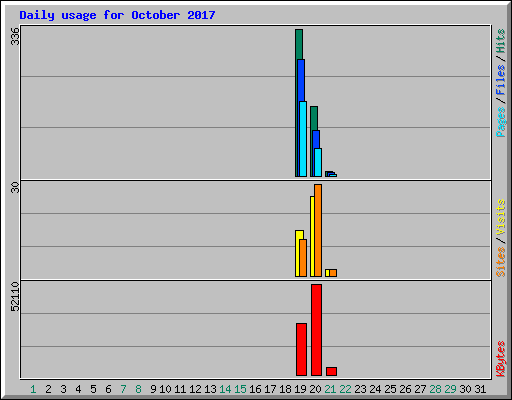 Daily usage for October 2017
336
Pages / Files / Hits
30
Sites / Visits
52110
KBytes
1 2 3 4 5 6 7 8 9 10 11 12 13 14 15 16 17 18 19 20 21 22 23 24 25 26 27 28 29 30 31